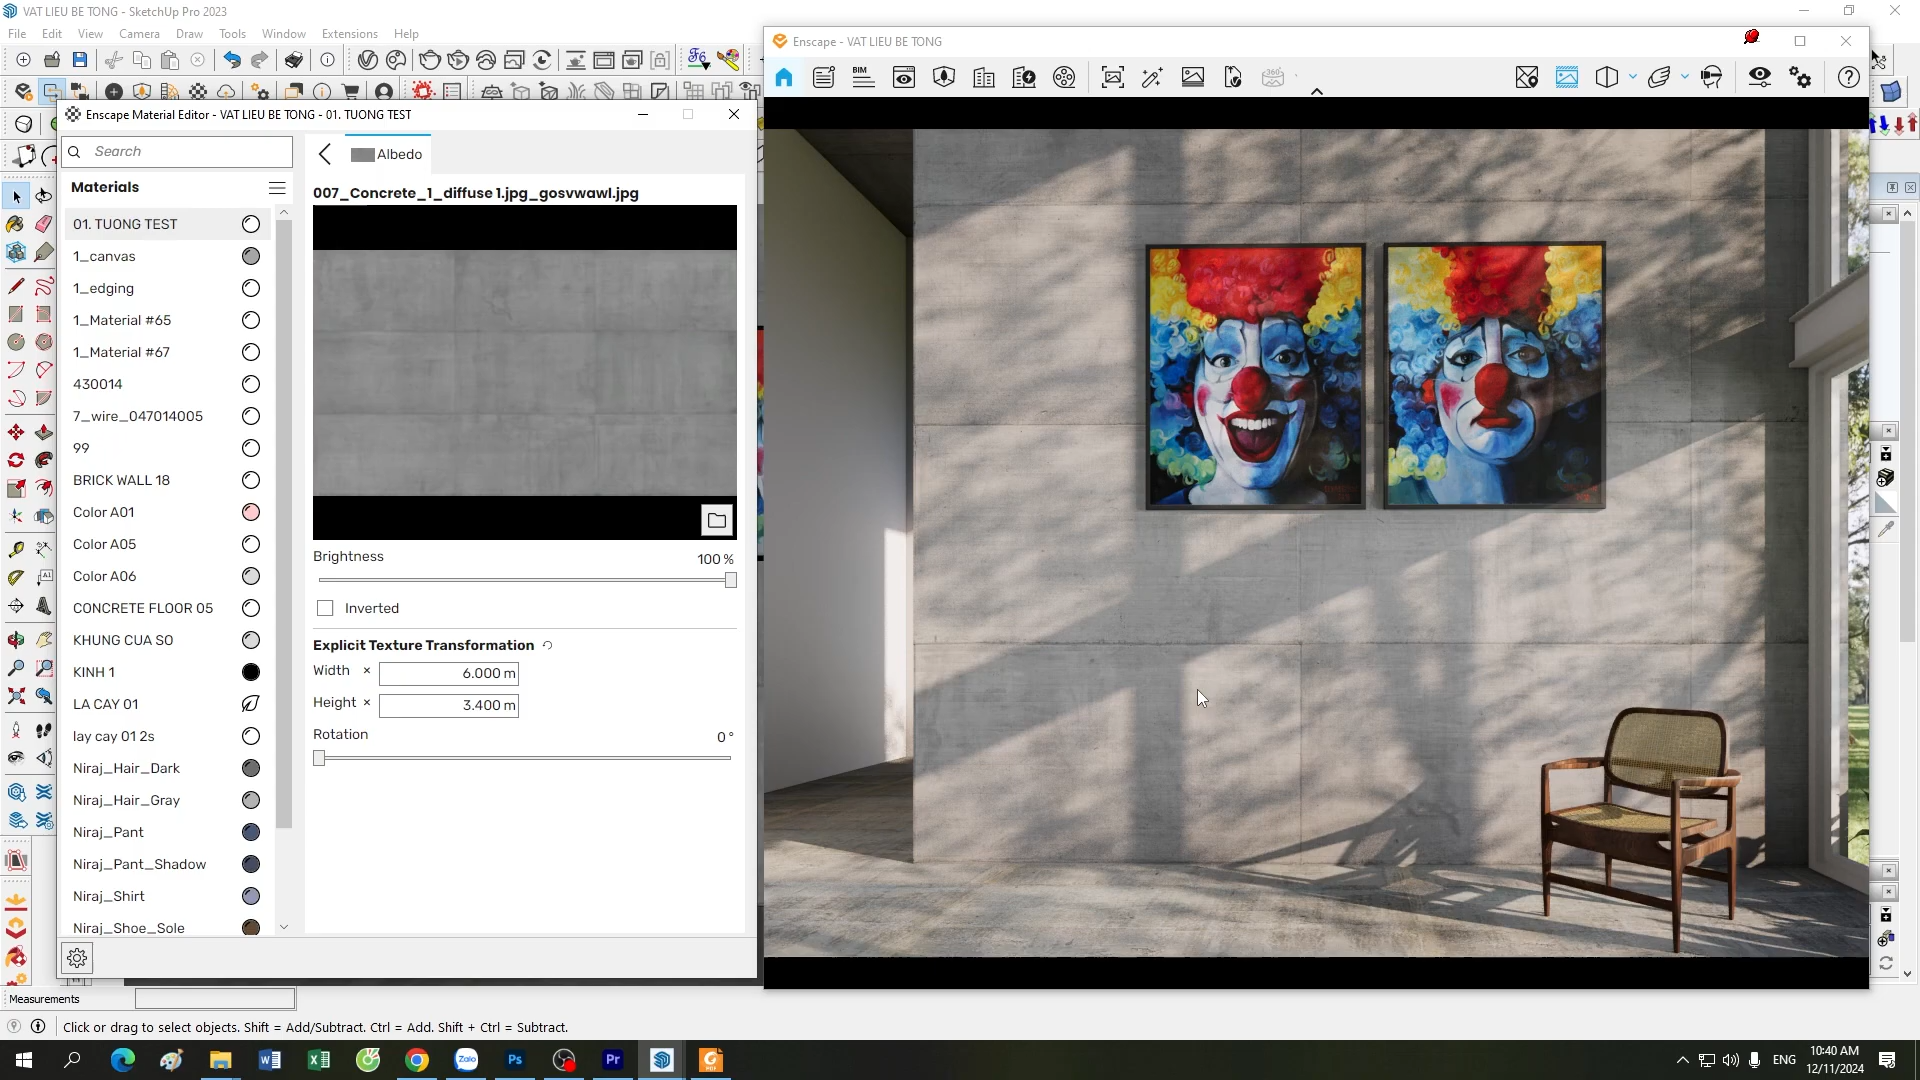 VAT LIEU BE TONG - SketchUp Pro 2023
File Edit View Camera Draw Tools Window Extensions Help
Enscape - VAT LIEU BE TONG
BIM
360°
Enscape Material Editor - VAT LIEU BE TONG - 01. TUONG TEST
Search
Materials
01. TUONG TEST
1_canvas
1_edging
1_Material #65
1_Material #67
430014
7_wire_047014005
99
BRICK WALL 18
Color A01
Color A05
Color A06
CONCRETE FLOOR 05
KHUNG CUA SO
KINH 1
LA CAY 01
lay cay 01 2s
Niraj_Hair_Dark
Niraj_Hair_Gray
Niraj_Pant
Niraj_Pant_Shadow
Niraj_Shirt
Niraj_Shoe_Sole
Albedo
007_Concrete_1_diffuse 1.jpg_gosvwawl.jpg
Brightness 100 %
Inverted
Explicit Texture Transformation
Width × 6.000 m
Height × 3.400 m
Rotation 0 °
Measurements
Click or drag to select objects. Shift = Add/Subtract. Ctrl = Add. Shift + Ctrl = Subtract.
Zalo Ps Pr
ENG
10:40 AM
12/11/2024